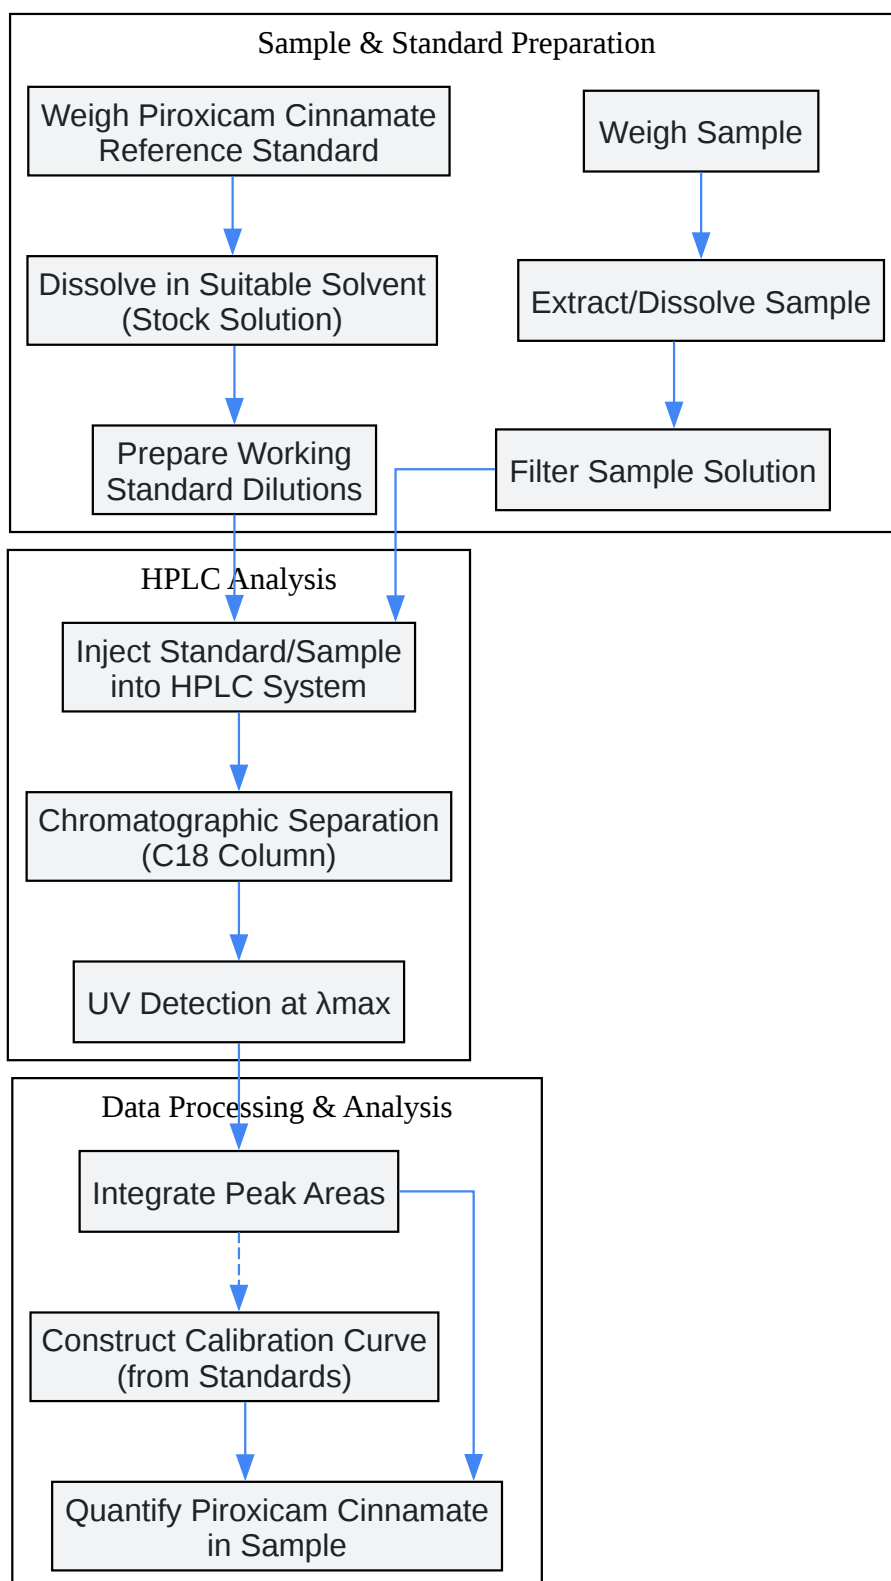 Sample & Standard Preparation
Weigh Piroxicam Cinnamate
Reference Standard
Weigh Sample
Dissolve in Suitable Solvent
(Stock Solution)
Extract/Dissolve Sample
Prepare Working
Standard Dilutions
Filter Sample Solution
HPLC Analysis
Inject Standard/Sample
into HPLC System
Chromatographic Separation
(C18 Column)
UV Detection at λmax
Data Processing & Analysis
Integrate Peak Areas
Construct Calibration Curve
(from Standards)
Quantify Piroxicam Cinnamate
in Sample